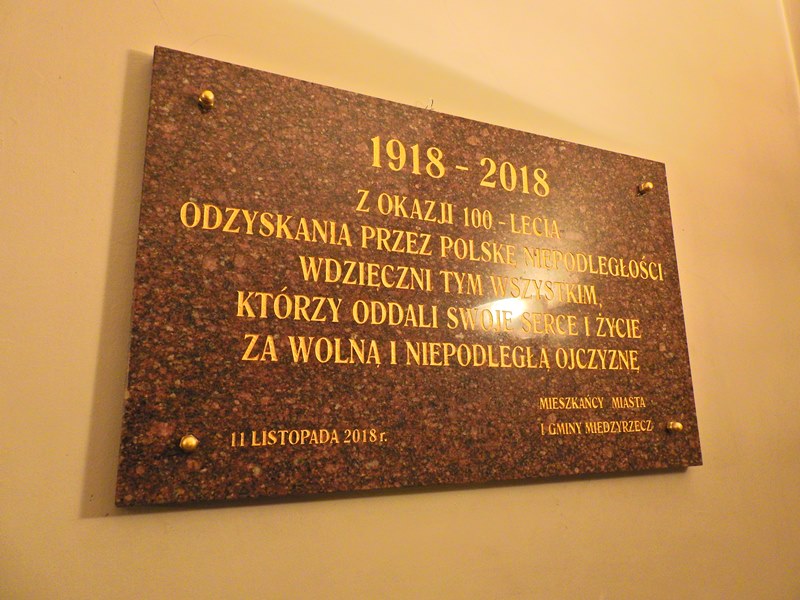 1918 - 2018
Z OKAZJI 100 - LECIA
ODZYSKANIA PRZEZ POLSKĘ NIEPODLEGŁOŚCI
WDZIĘCZNI TYM WSZYSTKIM,
KTÓRZY ODDALI SWOJE SERCE I ŻYCIE
ZA WOLNĄ I NIEPODLEGŁĄ OJCZYZNĘ
MIESZKAŃCY MIASTA
I GMINY MIĘDZYRZECZ
11 LISTOPADA 2018 r.